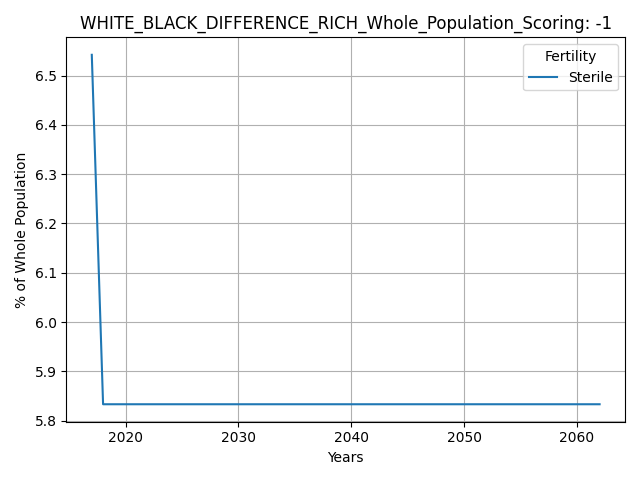 WHITE_BLACK_DIFFERENCE_RICH_Whole_Population_Scoring: -1
Fertility
Sterile
6.5
6.4
6.3
6.2
6.1
6.0
5.9
5.8
% of Whole Population
2020
2030
2040
2050
2060
Years